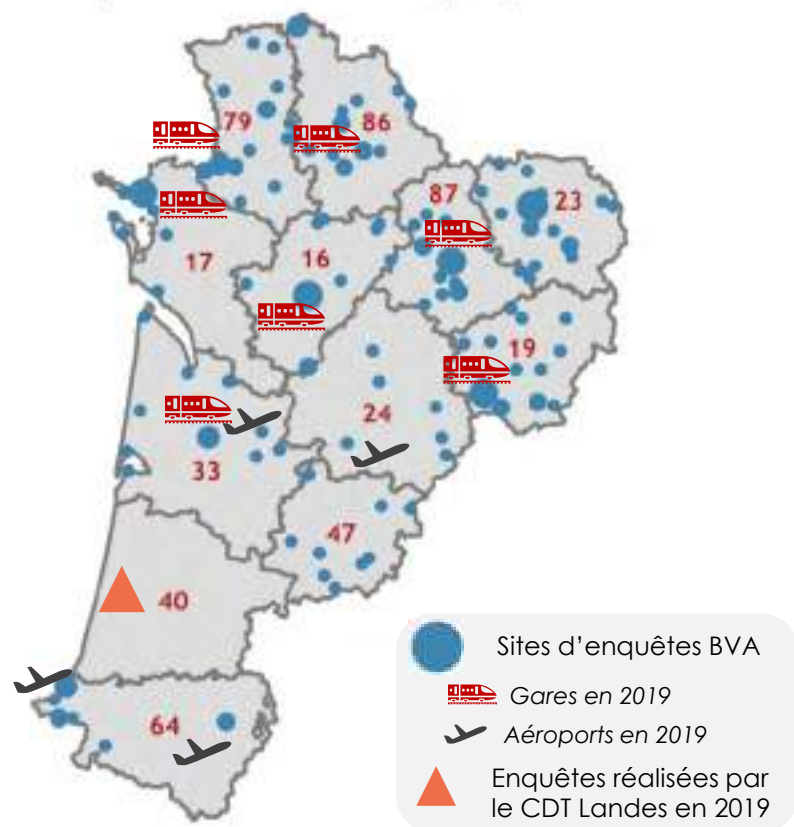 79
86
87
23
17
16
19
24
33
47
40
64
Sites d'enquêtes BVA
Gares en 2019
Aéroports en 2019
Enquêtes réalisées par
le CDT Landes en 2019